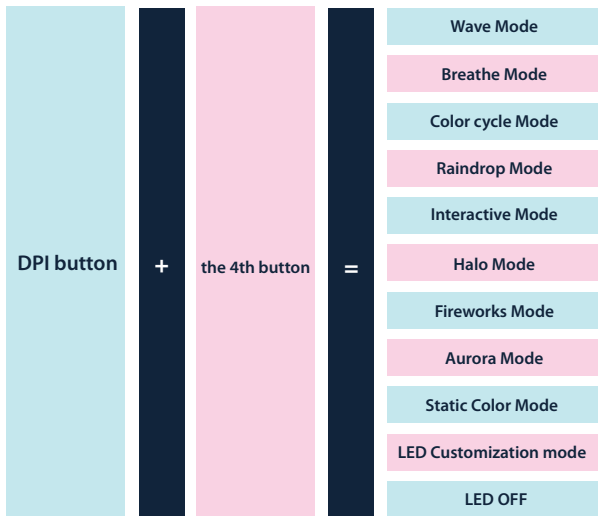 DPI button
+
the 4th button
=
Wave Mode
Breathe Mode
Color cycle Mode
Raindrop Mode
Interactive Mode
Halo Mode
Fireworks Mode
Aurora Mode
Static Color Mode
LED Customization mode
LED OFF